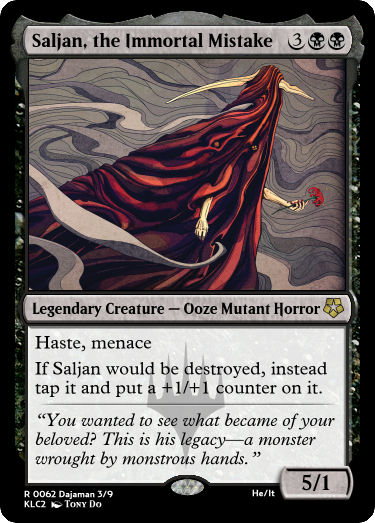 Saljan, the Immortal Mistake 3
Legendary Creature — Ooze Mutant Horror
Haste, menace
If Saljan would be destroyed, instead
tap it and put a +1/+1 counter on it.
“You wanted to see what became of your
beloved? This is his legacy—a monster
wrought by monstrous hands.”
5/1
R 0062 Dajaman 3/9 He/It
KLC2 Tony Do